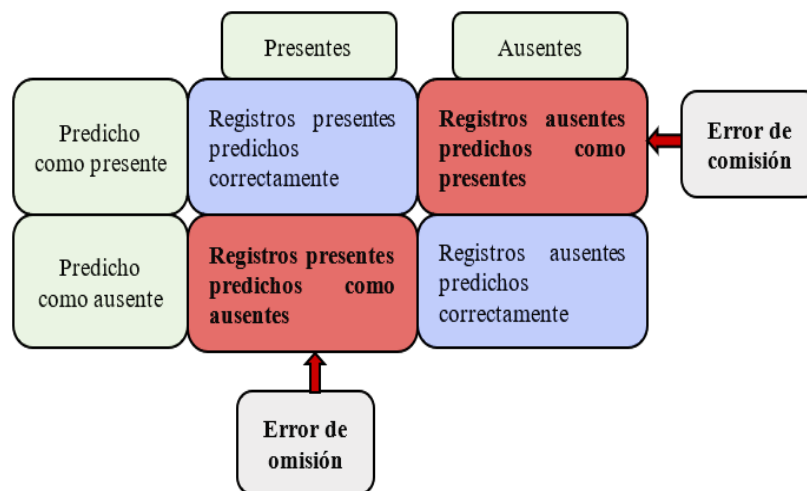 Presentes
Ausentes
Predicho
como presente
Registros presentes
predichos
correctamente
Registros ausentes
predichos como
presentes
Error de
comisión
Predicho
como ausente
Registros presentes
predichos como
ausentes
Registros ausentes
predichos
correctamente
Error de
omisión